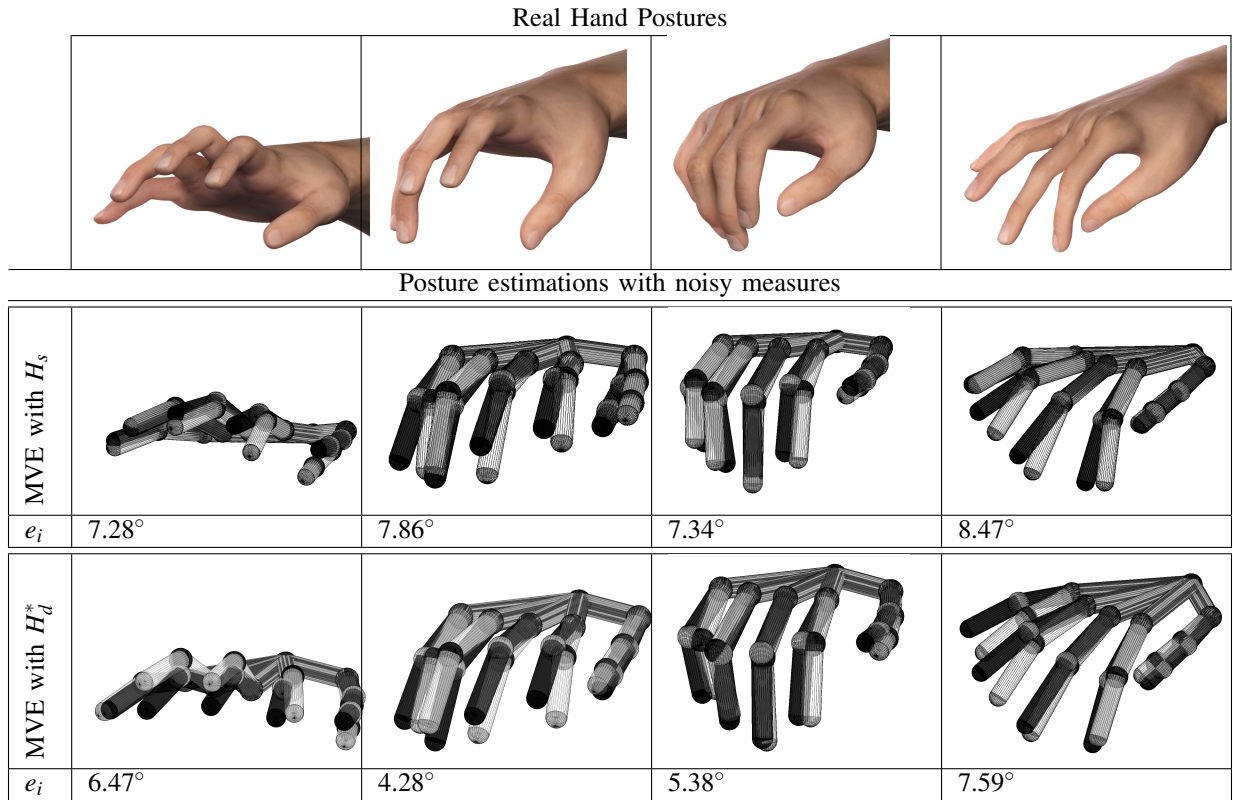 Real Hand Postures
Posture estimations with noisy measures
MVE with H_s
e_i 7.28° 7.86° 7.34° 8.47°
MVE with H_d^*
e_i 6.47° 4.28° 5.38° 7.59°